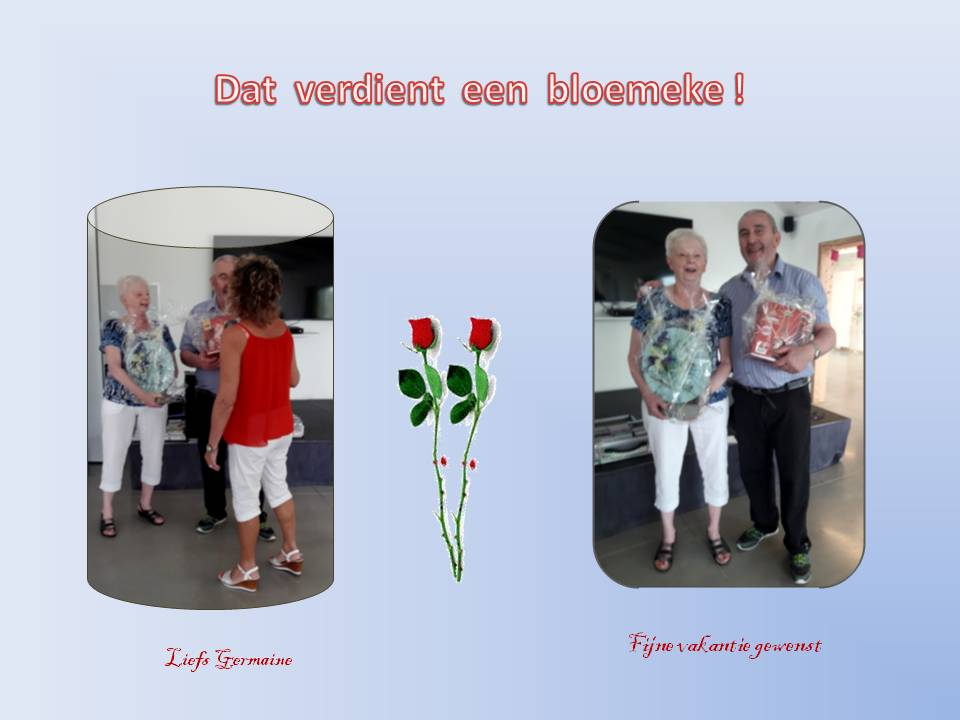 Dat verdient een bloemeke !
Liefs Germaine
Fijne vakantie gewenst